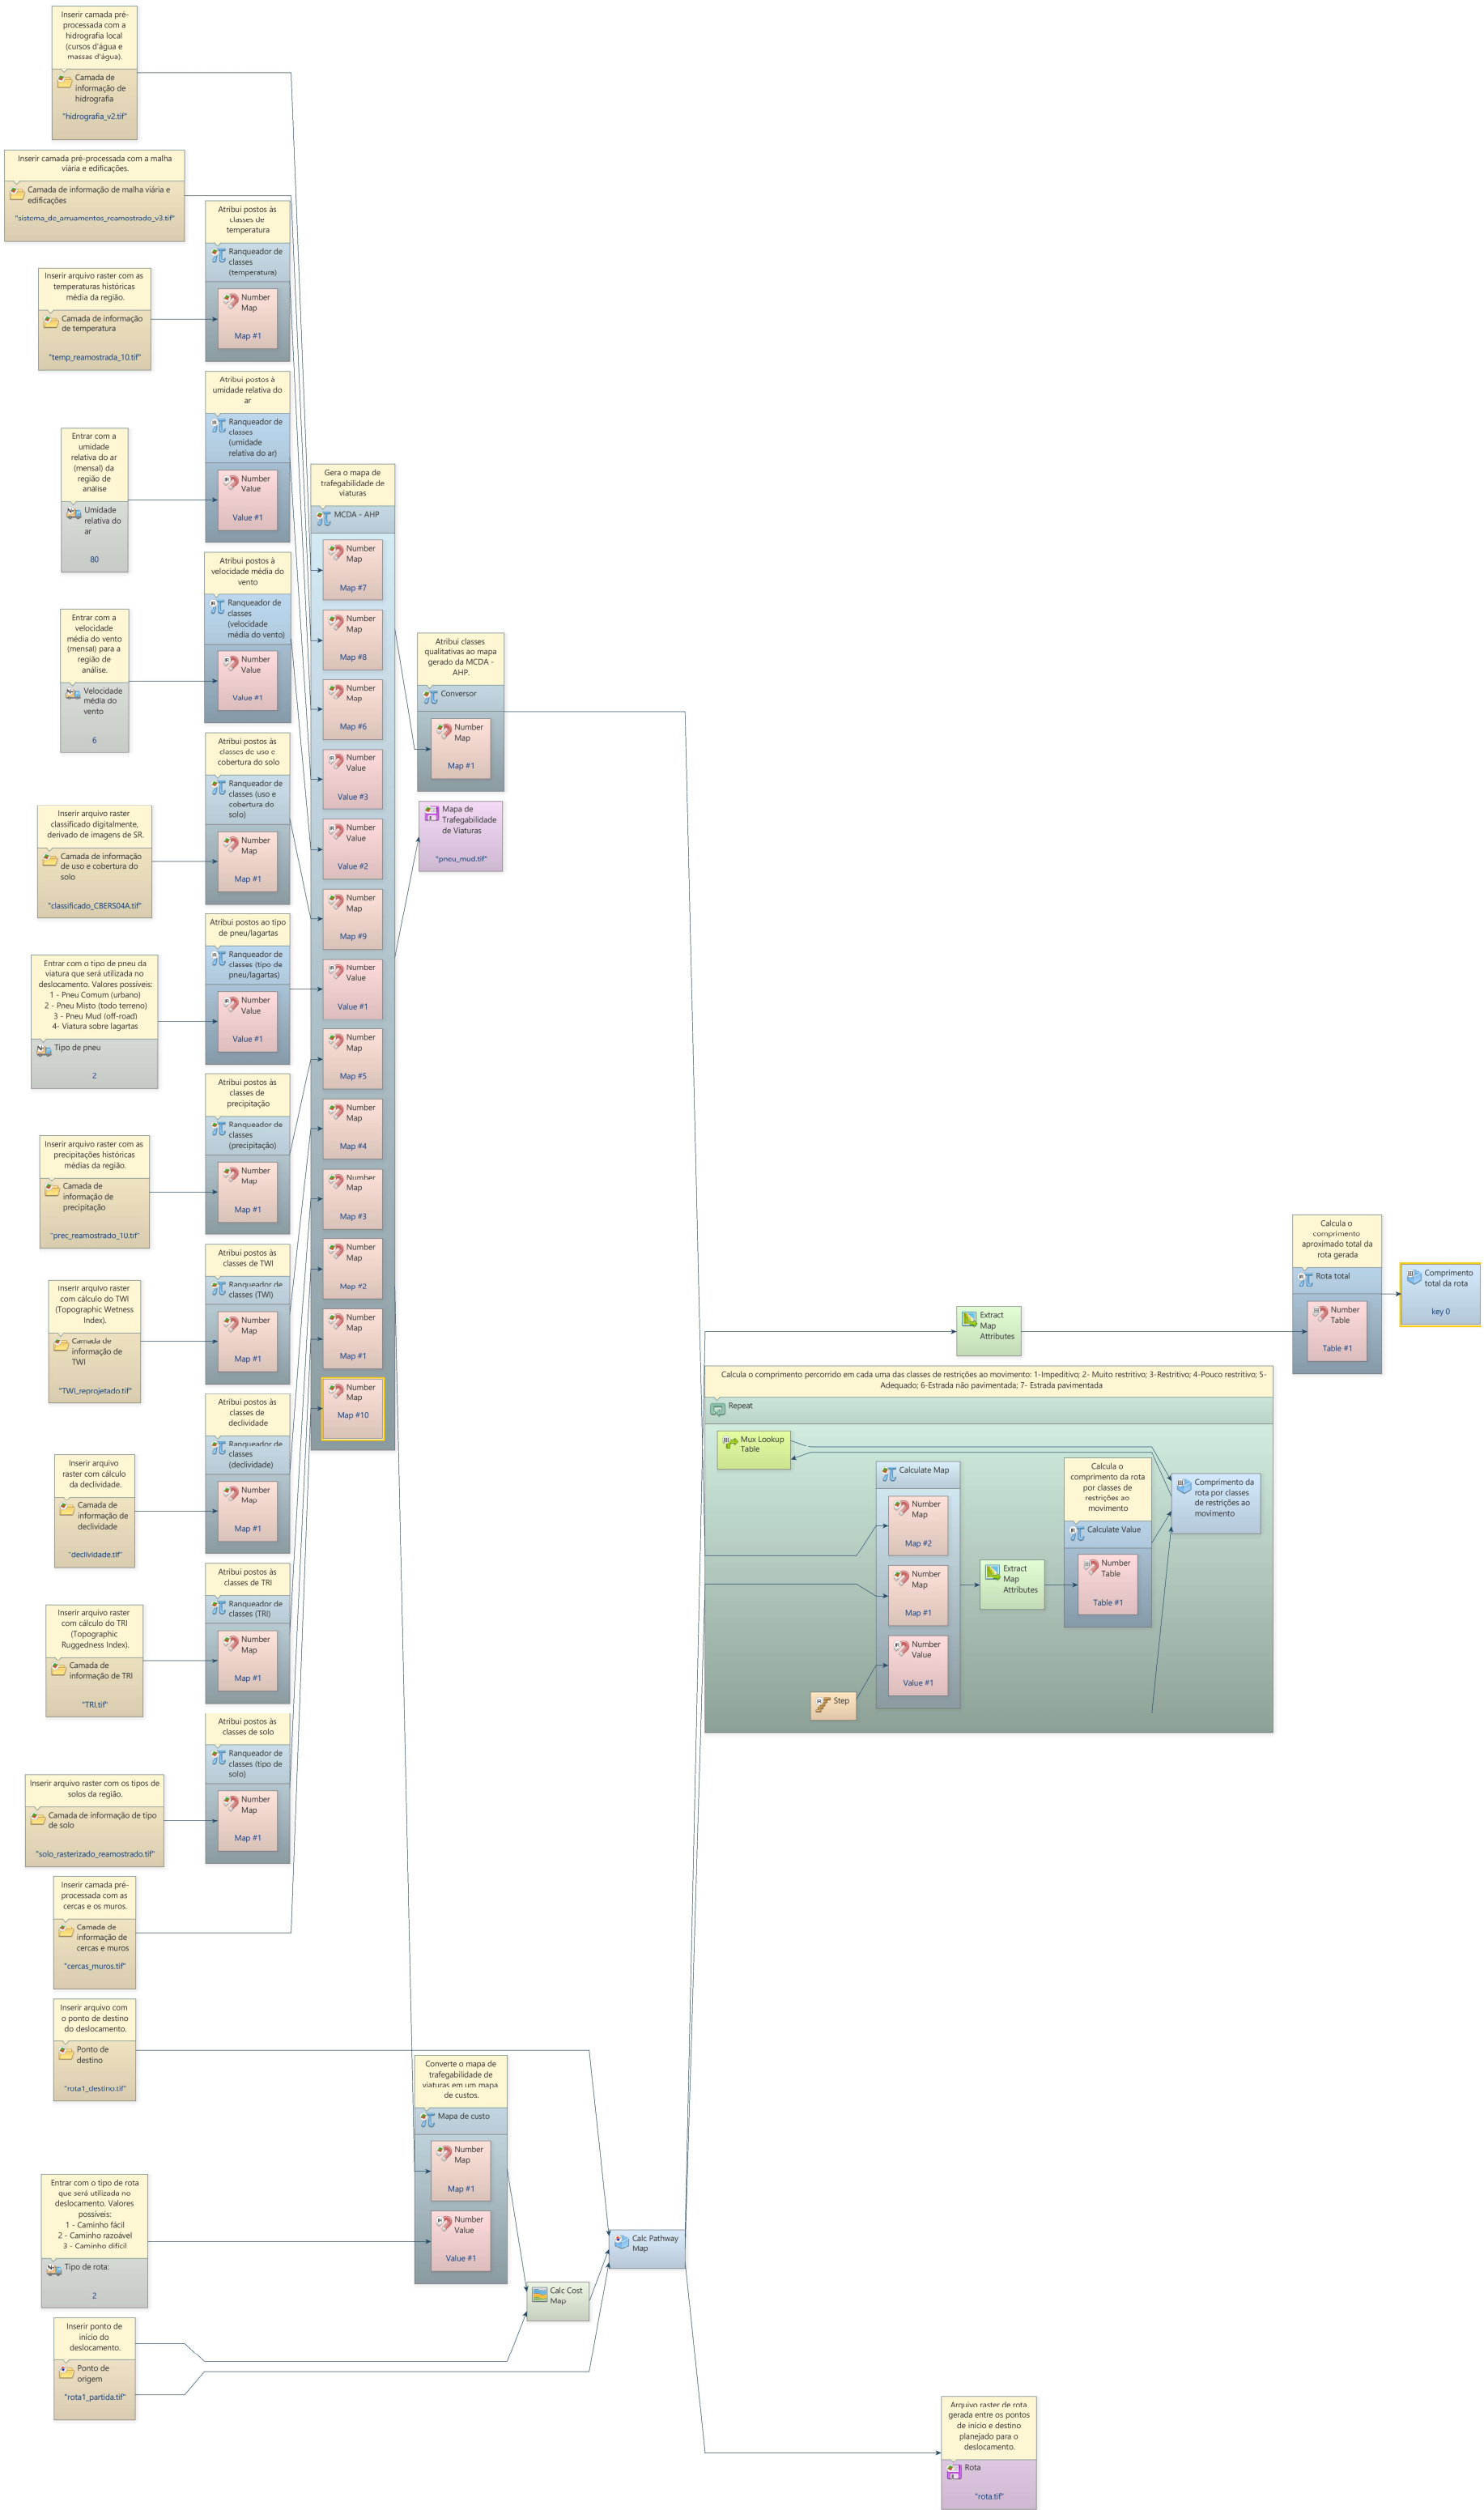 Inserir camada pré-
processada com a
hidrografia local
(cursos d'água e
massas d'água).
Camada de
informação de
hidrografia
"hidrografia_v2.tif"
Inserir camada pré-processada com a malha
viária e edificações.
Camada de informação de malha viária e
edificações
"sistema_de_arruamentos_reamostrado_v3.tif"
Inserir arquivo raster com as
temperaturas históricas
média da região.
Camada de informação
de temperatura
"temp_reamostrada_10.tif"
Atribui postos às
classes de
temperatura
Ranqueador de
classes
(temperatura)
Number
Map
Map #1
Entrar com a
umidade
relativa do ar
(mensal) da
região de
análise
Umidade
relativa do
ar
80
Atribui postos à
umidade relativa do
ar
Ranqueador de
classes
(umidade
relativa do ar)
Number
Value
Value #1
Entrar com a
velocidade
média do vento
(mensal) para a
região de
análise.
Velocidade
média do
vento
6
Atribui postos à
velocidade média do
vento
Ranqueador de
classes
(velocidade
média do vento)
Number
Value
Value #1
Inserir arquivo raster
classificado digitalmente,
derivado de imagens de SR.
Camada de informação
de uso e cobertura do
solo
"classificado_CBERS04A.tif"
Atribui postos às
classes de uso e
cobertura do solo
Ranqueador de
classes (uso e
cobertura do
solo)
Number
Map
Map #1
Entrar com o tipo de pneu da
viatura que será utilizada no
deslocamento. Valores possíveis:
1 - Pneu Comum (urbano)
2 - Pneu Misto (todo terreno)
3 - Pneu Mud (off-road)
4- Viatura sobre lagartas
Tipo de pneu
2
Atribui postos ao tipo
de pneu/lagartas
Ranqueador de
classes (tipo de
pneu/lagartas)
Number
Value
Value #1
Inserir arquivo raster com as
precipitações históricas
médias da região.
Camada de
informação de
precipitação
"prec_reamostrado_10.tif"
Atribui postos às
classes de
precipitação
Ranqueador de
classes
(precipitação)
Number
Map
Map #1
Inserir arquivo raster
com cálculo do TWI
(Topographic Wetness
Index).
Camada de
informação de
TWI
"TWI_reprojetado.tif"
Atribui postos às
classes de TWI
Ranqueador de
classes (TWI)
Number
Map
Map #1
Inserir arquivo
raster com cálculo
da declividade.
Camada de
informação de
declividade
"declividade.tif"
Atribui postos às
classes de
declividade
Ranqueador de
classes
(declividade)
Number
Map
Map #1
Inserir arquivo raster
com cálculo do TRI
(Topographic
Ruggedness Index).
Camada de
informação de TRI
"TRI.tif"
Atribui postos às
classes de TRI
Ranqueador de
classes (TRI)
Number
Map
Map #1
Inserir arquivo raster com os tipos de
solos da região.
Camada de informação de tipo
de solo
"solo_rasterizado_reamostrado.tif"
Atribui postos às
classes de solo
Ranqueador de
classes (tipo de
solo)
Number
Map
Map #1
Inserir camada pré-
processada com as
cercas e os muros.
Camada de
informação de
cercas e muros
"cercas_muros.tif"
Inserir arquivo com
o ponto de destino
do deslocamento.
Ponto de
destino
"rota1_destino.tif"
Entrar com o tipo de rota
que será utilizada no
deslocamento. Valores
possíveis:
1 - Caminho fácil
2 - Caminho razoável
3 - Caminho difícil
Tipo de rota:
2
Inserir ponto de
início do
deslocamento.
Ponto de
origem
"rota1_partida.tif"
Gera o mapa de
trafegabilidade de
viaturas
MCDA - AHP
Number
Map
Map #7
Number
Map
Map #8
Number
Map
Map #6
Number
Value
Value #3
Number
Value
Value #2
Number
Map
Map #9
Number
Value
Value #1
Number
Map
Map #5
Number
Map
Map #4
Number
Map
Map #3
Number
Map
Map #2
Number
Map
Map #1
Number
Map
Map #10
Atribui classes
qualitativas ao mapa
gerado da MCDA -
AHP.
Conversor
Number
Map
Map #1
Mapa de
Trafegabilidade
de Viaturas
"pneu_mud.tif"
Converte o mapa de
trafegabilidade de
viaturas em um mapa
de custos.
Mapa de custo
Number
Map
Map #1
Number
Value
Value #1
Calc Cost
Map
Calc Pathway
Map
Extract
Map
Attributes
Calcula o
comprimento
aproximado total da
rota gerada
Rota total
Number
Table
Table #1
Comprimento
total da rota
key 0
Calcula o comprimento percorrido em cada uma das classes de restrições ao movimento: 1-Impeditivo; 2- Muito restritivo; 3-Restritivo; 4-Pouco restritivo; 5-
Adequado; 6-Estrada não pavimentada; 7- Estrada pavimentada
Repeat
Mux Lookup
Table
Calculate Map
Number
Map
Map #2
Number
Map
Map #1
Number
Value
Value #1
Step
Extract
Map
Attributes
Calcula o
comprimento da rota
por classes de
restrições ao
movimento
Calculate Value
Number
Table
Table #1
Comprimento da
rota por classes
de restrições ao
movimento
Arquivo raster de rota
gerada entre os pontos
de início e destino
planejado para o
deslocamento.
Rota
"rota.tif"